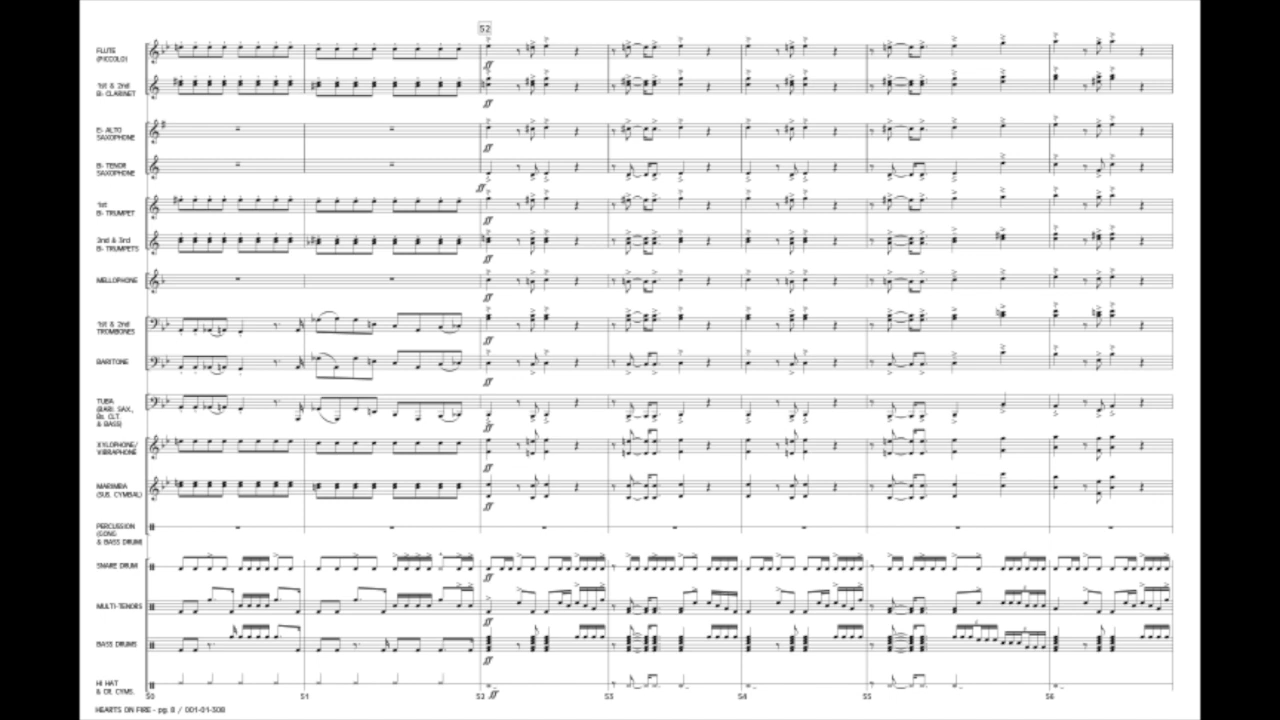 52
FLUTE
(PICCOLO)
1st & 2nd
B♭ CLARINET
E♭ ALTO
SAXOPHONE
B♭ TENOR
SAXOPHONE
1st
B♭ TRUMPET
2nd & 3rd
B♭ TRUMPETS
MELLOPHONE
1st & 2nd
TROMBONES
BARITONE
TUBA
(BARI. SAX.,
BS. CLT.
& BASS)
XYLOPHONE/
VIBRAPHONE
MARIMBA
(SUS. CYMBAL)
PERCUSSION
(GONG
& BASS DRUM)
SNARE DRUM
MULTI-TENORS
BASS DRUMS
HI HAT
& CR. CYMS.
50 51 52 53 54 55 56
HEARTS ON FIRE - pg. 8 / 001-01-308